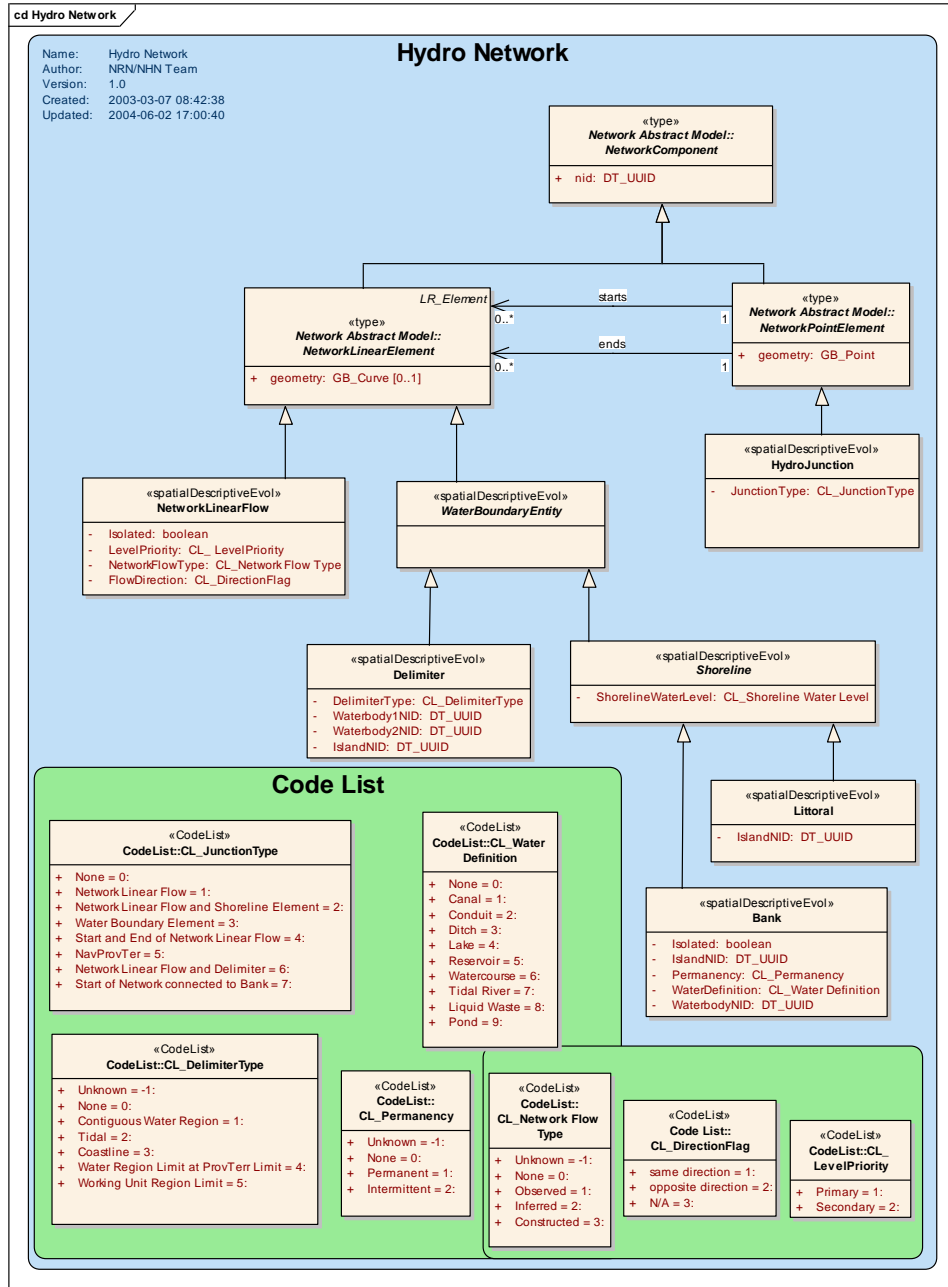 cd Hydro Network
Hydro Network
Name: Hydro Network
Author: NRN/NHN Team
Version: 1.0
Created: 2003-03-07 08:42:38
Updated: 2004-06-02 17:00:40
«type»
Network Abstract Model::
NetworkComponent
+ nid: DT_UUID
LR_Element
«type»
Network Abstract Model::
NetworkLinearElement
+ geometry: GB_Curve [0..1]
starts
0..*
1
ends
0..*
1
«type»
Network Abstract Model::
NetworkPointElement
+ geometry: GB_Point
«spatialDescriptiveEvol»
HydroJunction
- JunctionType: CL_JunctionType
«spatialDescriptiveEvol»
NetworkLinearFlow
- Isolated: boolean
- LevelPriority: CL_ LevelPriority
- NetworkFlowType: CL_Network Flow Type
- FlowDirection: CL_DirectionFlag
«spatialDescriptiveEvol»
WaterBoundaryEntity
«spatialDescriptiveEvol»
Delimiter
- DelimiterType: CL_DelimiterType
- Waterbody1NID: DT_UUID
- Waterbody2NID: DT_UUID
- IslandNID: DT_UUID
«spatialDescriptiveEvol»
Shoreline
- ShorelineWaterLevel: CL_Shoreline Water Level
«spatialDescriptiveEvol»
Littoral
- IslandNID: DT_UUID
«spatialDescriptiveEvol»
Bank
- Isolated: boolean
- IslandNID: DT_UUID
- Permanency: CL_Permanency
- WaterDefinition: CL_Water Definition
- WaterbodyNID: DT_UUID
Code List
«CodeList»
CodeList::CL_JunctionType
+ None = 0:
+ Network Linear Flow = 1:
+ Network Linear Flow and Shoreline Element = 2:
+ Water Boundary Element = 3:
+ Start and End of Network Linear Flow = 4:
+ NavProvTer = 5:
+ Network Linear Flow and Delimiter = 6:
+ Start of Network connected to Bank = 7:
«CodeList»
CodeList::CL_Water
Definition
+ None = 0:
+ Canal = 1:
+ Conduit = 2:
+ Ditch = 3:
+ Lake = 4:
+ Reservoir = 5:
+ Watercourse = 6:
+ Tidal River = 7:
+ Liquid Waste = 8:
+ Pond = 9:
«CodeList»
CodeList::CL_DelimiterType
+ Unknown = -1:
+ None = 0:
+ Contiguous Water Region = 1:
+ Tidal = 2:
+ Coastline = 3:
+ Water Region Limit at ProvTerr Limit = 4:
+ Working Unit Region Limit = 5:
«CodeList»
CodeList::
CL_Permanency
+ Unknown = -1:
+ None = 0:
+ Permanent = 1:
+ Intermittent = 2:
«CodeList»
CodeList::
CL_Network Flow
Type
+ Unknown = -1:
+ None = 0:
+ Observed = 1:
+ Inferred = 2:
+ Constructed = 3:
«CodeList»
Code List::
CL_DirectionFlag
+ same direction = 1:
+ opposite direction = 2:
+ N/A = 3:
«CodeList»
CodeList::CL_
LevelPriority
+ Primary = 1:
+ Secondary = 2: